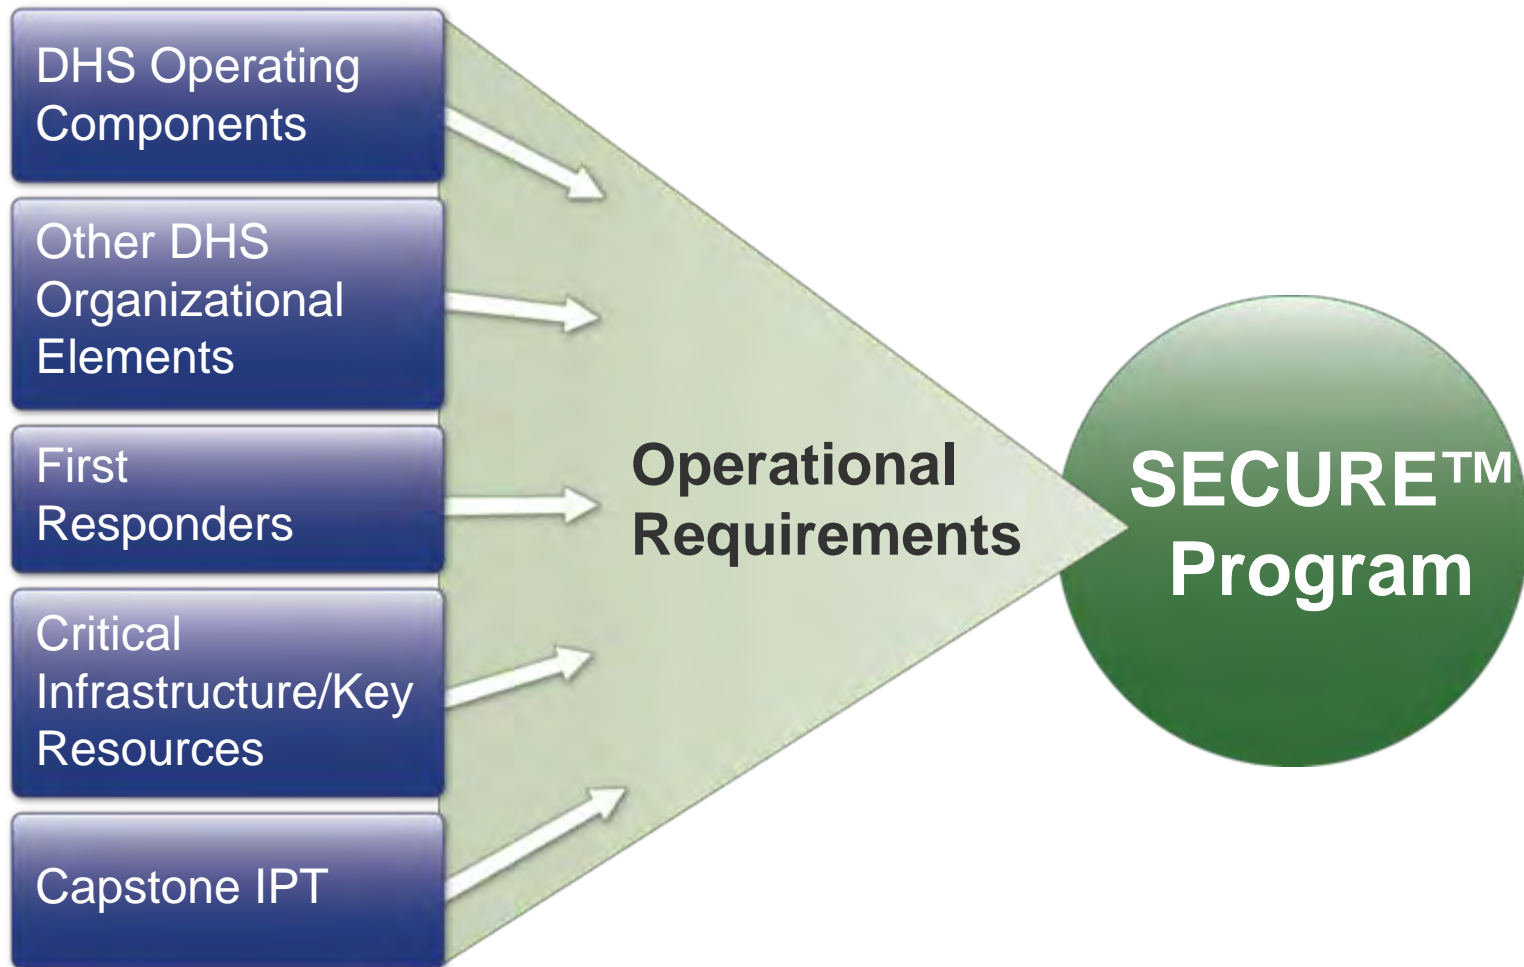 DHS Operating
Components
Other DHS
Organizational
Elements
First
Responders
Critical
Infrastructure/Key
Resources
Capstone IPT
Operational
Requirements
SECURE™
Program